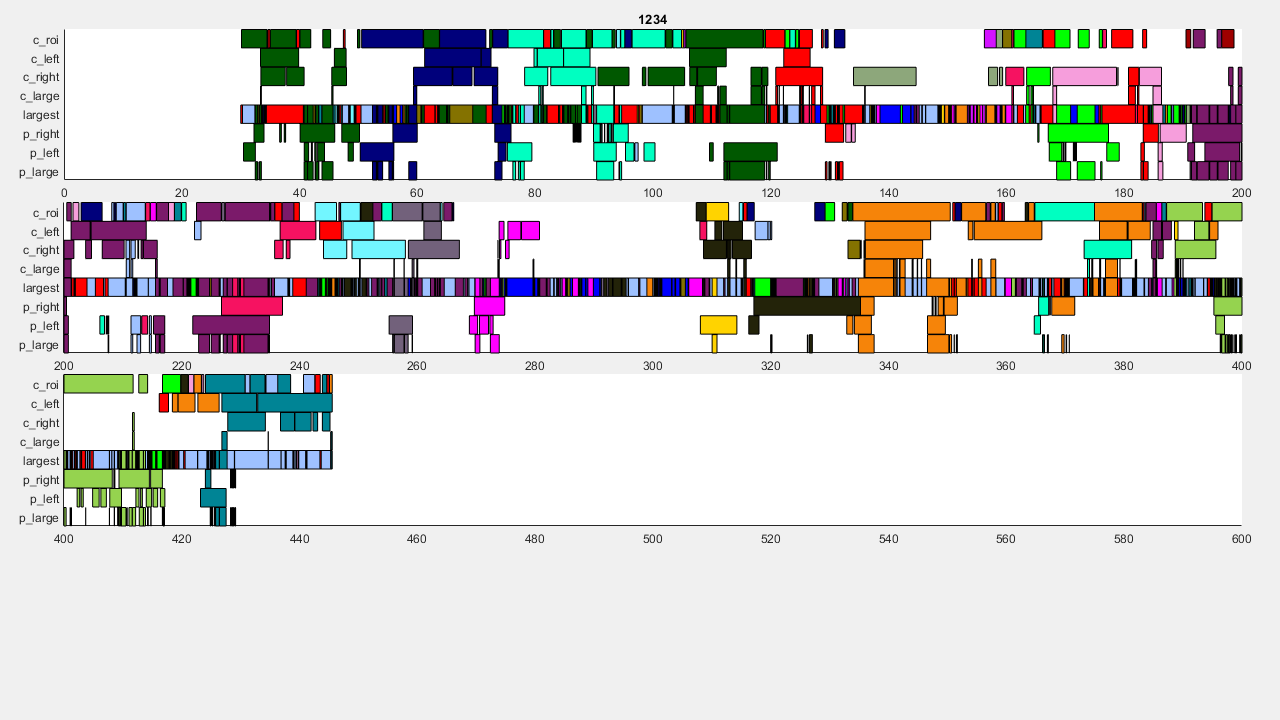 1234
c_roi
c_left
c_right
c_large
largest
p_right
p_left
p_large
0 20 40 60 80 100 120 140 160 180 200
c_roi
c_left
c_right
c_large
largest
p_right
p_left
p_large
200 220 240 260 280 300 320 340 360 380 400
c_roi
c_left
c_right
c_large
largest
p_right
p_left
p_large
400 420 440 460 480 500 520 540 560 580 600